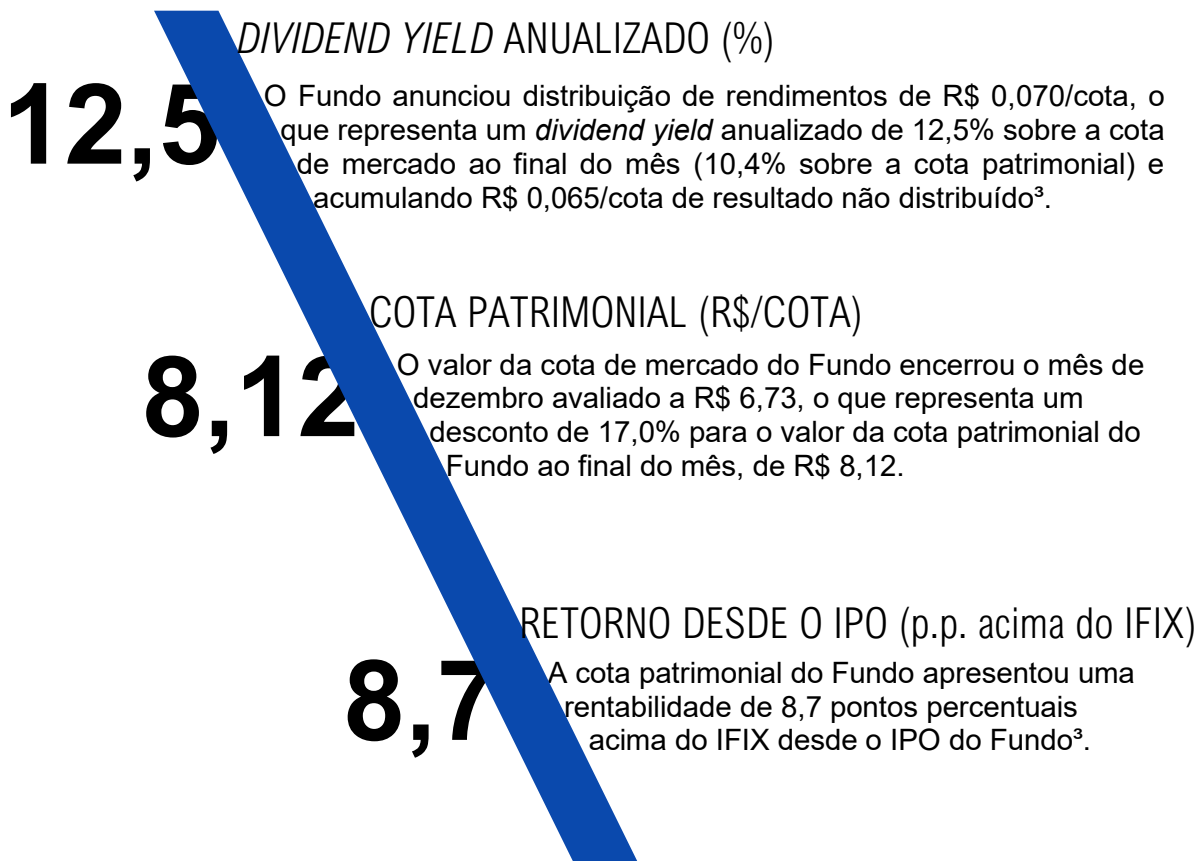 DIVIDEND YIELD ANUALIZADO (%)
12,5
O Fundo anunciou distribuição de rendimentos de R$ 0,070/cota, o
que representa um dividend yield anualizado de 12,5% sobre a cota
de mercado ao final do mês (10,4% sobre a cota patrimonial) e
acumulando R$ 0,065/cota de resultado não distribuído³.
COTA PATRIMONIAL (R$/COTA)
8,12
O valor da cota de mercado do Fundo encerrou o mês de
dezembro avaliado a R$ 6,73, o que representa um
desconto de 17,0% para o valor da cota patrimonial do
Fundo ao final do mês, de R$ 8,12.
RETORNO DESDE O IPO (p.p. acima do IFIX)
8,7
A cota patrimonial do Fundo apresentou uma
rentabilidade de 8,7 pontos percentuais
acima do IFIX desde o IPO do Fundo³.